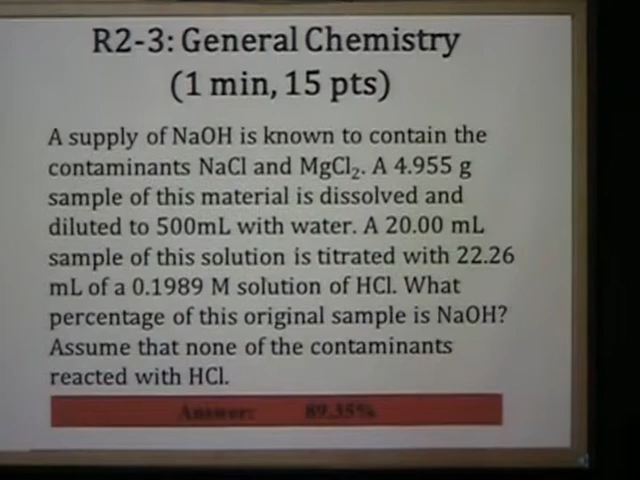 R2-3: General Chemistry
(1 min, 15 pts)
A supply of NaOH is known to contain the
contaminants NaCl and MgCl₂. A 4.955 g
sample of this material is dissolved and
diluted to 500mL with water. A 20.00 mL
sample of this solution is titrated with 22.26
mL of a 0.1989 M solution of HCl. What
percentage of this original sample is NaOH?
Assume that none of the contaminants
reacted with HCl.
Answer: 89.35%